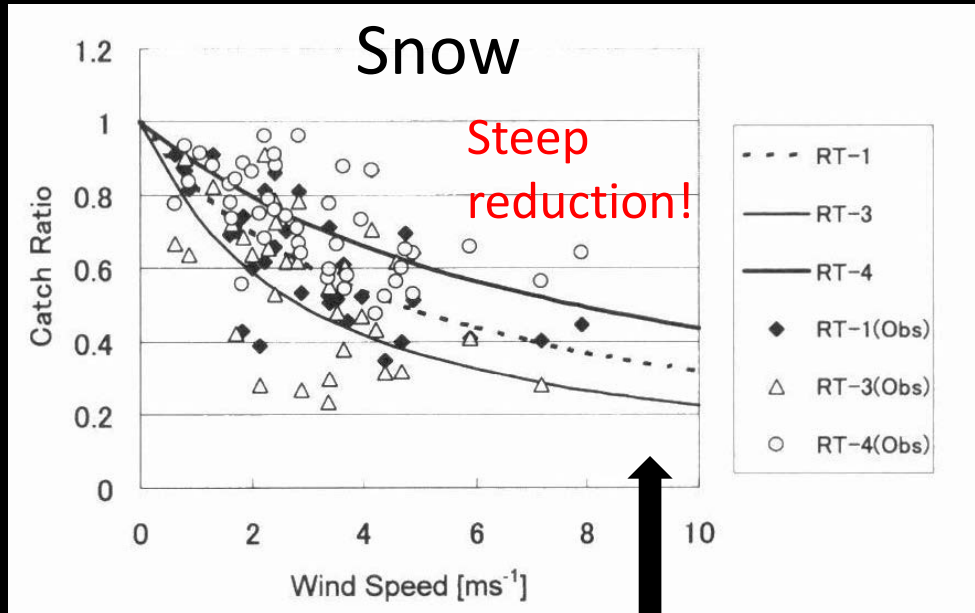 Snow
Steep
reduction!
1.2
1
0.8
0.6
0.4
0.2
0
Catch Ratio
0 2 4 6 8 10
Wind Speed [ms⁻¹]
RT-1
RT-3
RT-4
RT-1(Obs)
RT-3(Obs)
RT-4(Obs)